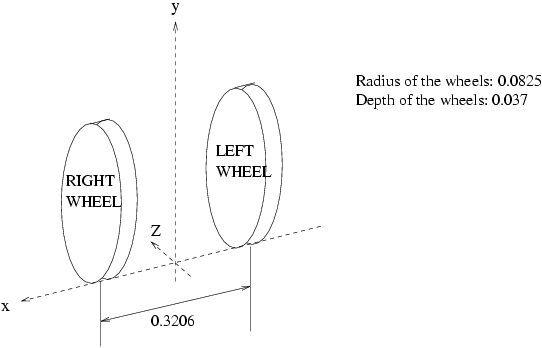 y
Radius of the wheels: 0.0825
Depth of the wheels: 0.037
LEFT
WHEEL
RIGHT
WHEEL
Z
x
0.3206